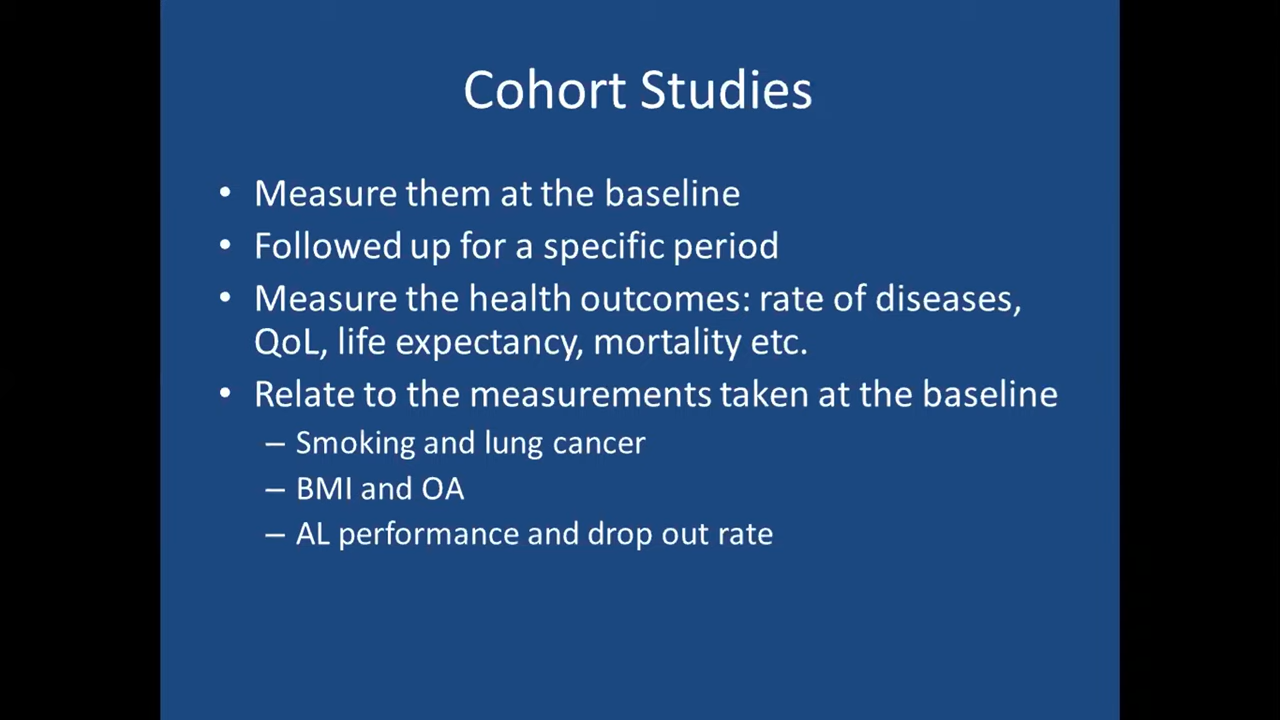 Cohort Studies
• Measure them at the baseline
• Followed up for a specific period
• Measure the health outcomes: rate of diseases,
QoL, life expectancy, mortality etc.
• Relate to the measurements taken at the baseline
– Smoking and lung cancer
– BMI and OA
– AL performance and drop out rate